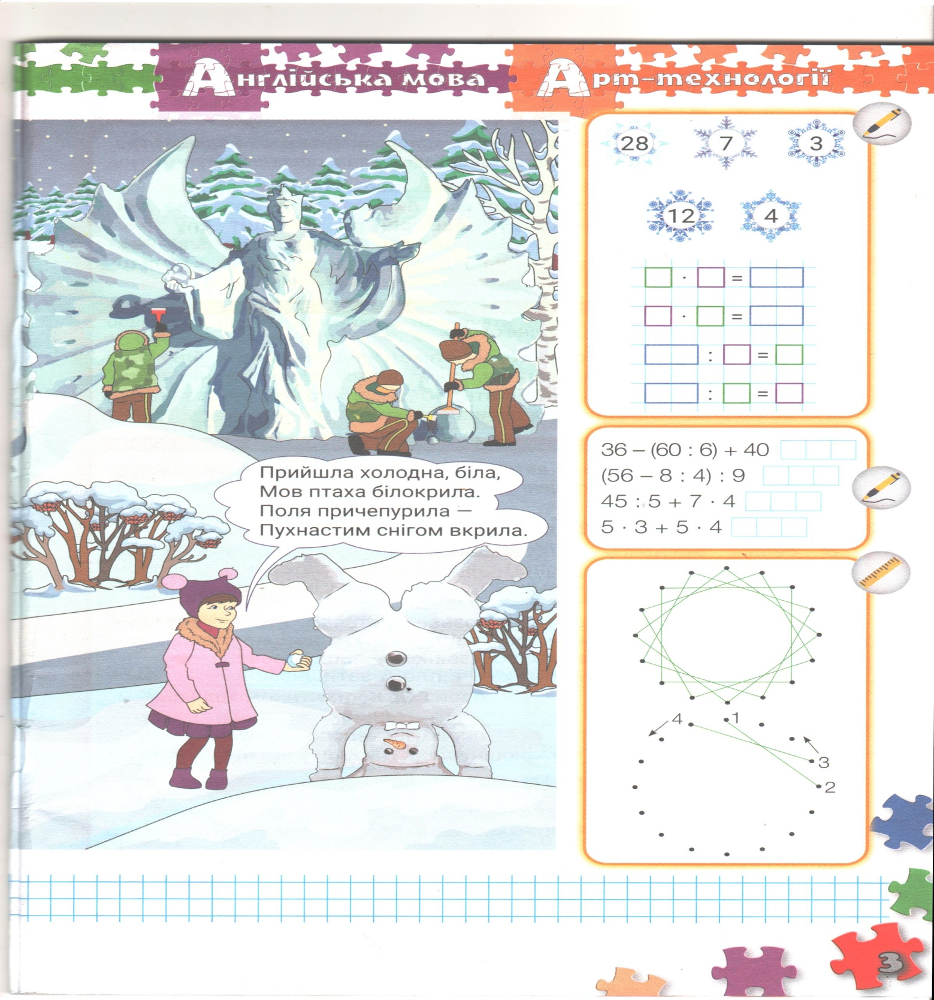 Англійська мова
Арт-технології
Прийшла холодна, біла,
Мов птаха білокрила.
Поля причепурила —
Пухнастим снігом вкрила.
28 7 3
12 4
· =
· =
: =
: =
36 – (60 : 6) + 40
(56 – 8 : 4) : 9
45 : 5 + 7 · 4
5 · 3 + 5 · 4
4 1
3
2
3